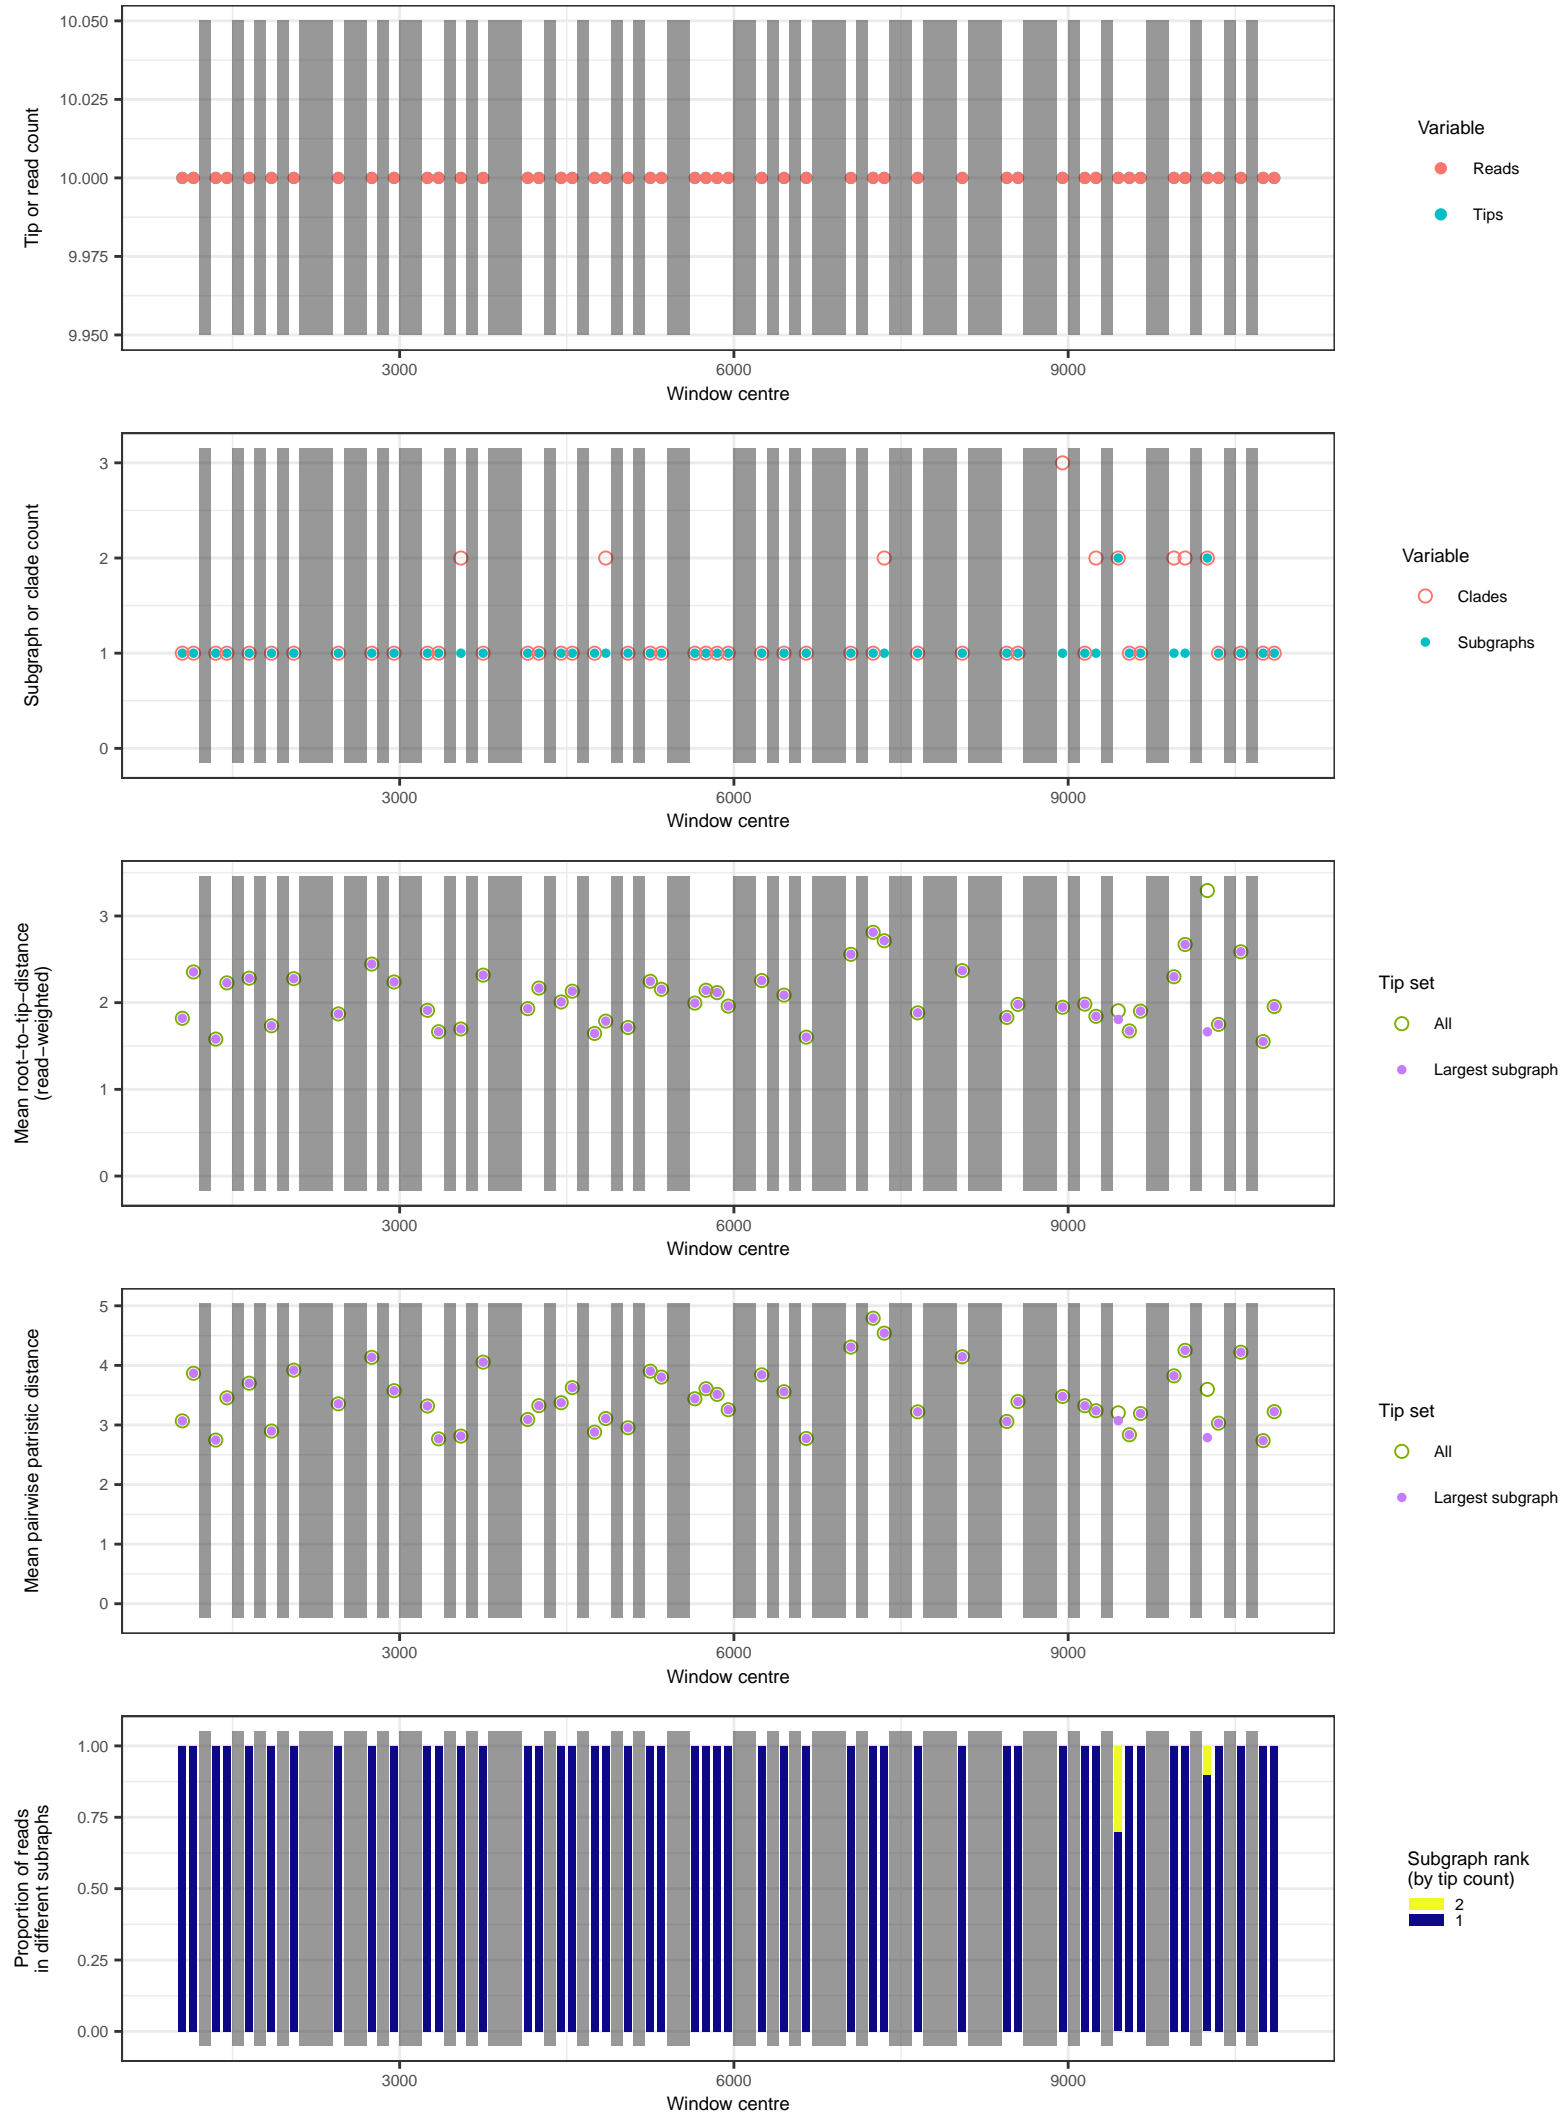 10.050
10.025
10.000
9.975
9.950
Tip or read count
3000
6000
9000
Window centre
Variable
Reads
Tips
3
2
1
0
Subgraph or clade count
3000
6000
9000
Window centre
Variable
Clades
Subgraphs
3
2
1
0
Mean root−to−tip−distance
(read−weighted)
3000
6000
9000
Window centre
Tip set
All
Largest subgraph
5
4
3
2
1
0
Mean pairwise patristic distance
3000
6000
9000
Window centre
Tip set
All
Largest subgraph
1.00
0.75
0.50
0.25
0.00
Proportion of reads
in different subraphs
3000
6000
9000
Window centre
Subgraph rank
(by tip count)
2
1